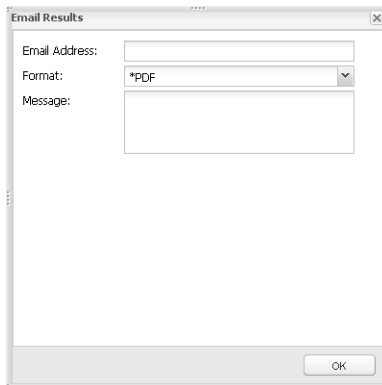 Email Results
Email Address:
Format:
*PDF
Message:
OK